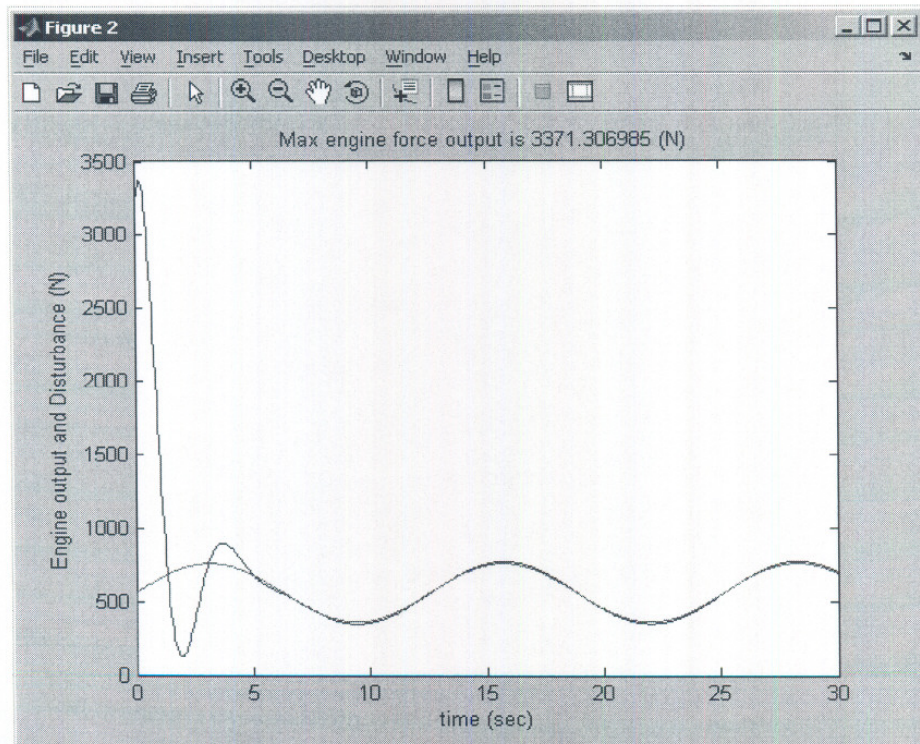 Figure 2
File Edit View Insert Tools Desktop Window Help
Max engine force output is 3371.306985 (N)
3500
3000
2500
2000
1500
1000
500
0
Engine output and Disturbance (N)
0 5 10 15 20 25 30
time (sec)